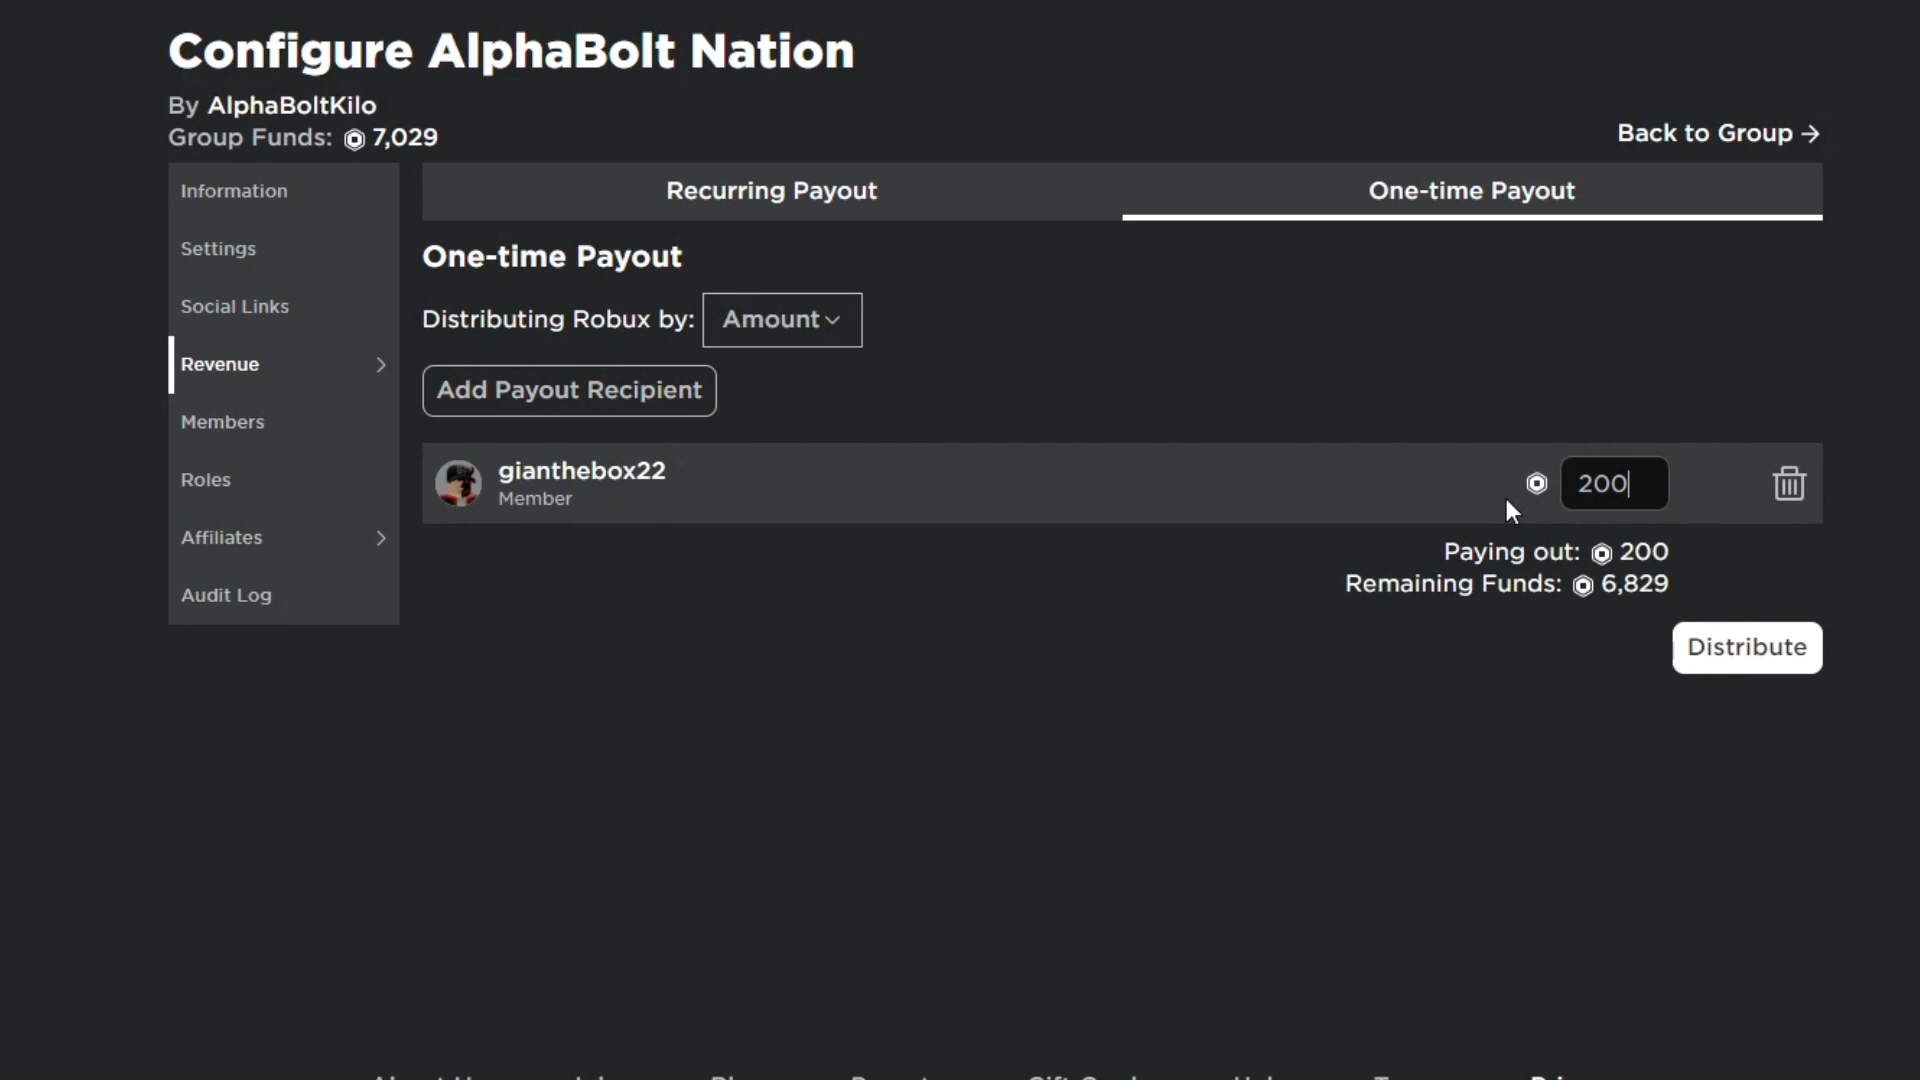 Configure AlphaBolt Nation
By AlphaBoltKilo
Group Funds: 7,029
Back to Group →
Information
Settings
Social Links
Revenue
Members
Roles
Affiliates
Audit Log
Recurring Payout
One-time Payout
One-time Payout
Distributing Robux by: Amount
Add Payout Recipient
gianthebox22
Member
200
Paying out: 200
Remaining Funds: 6,829
Distribute